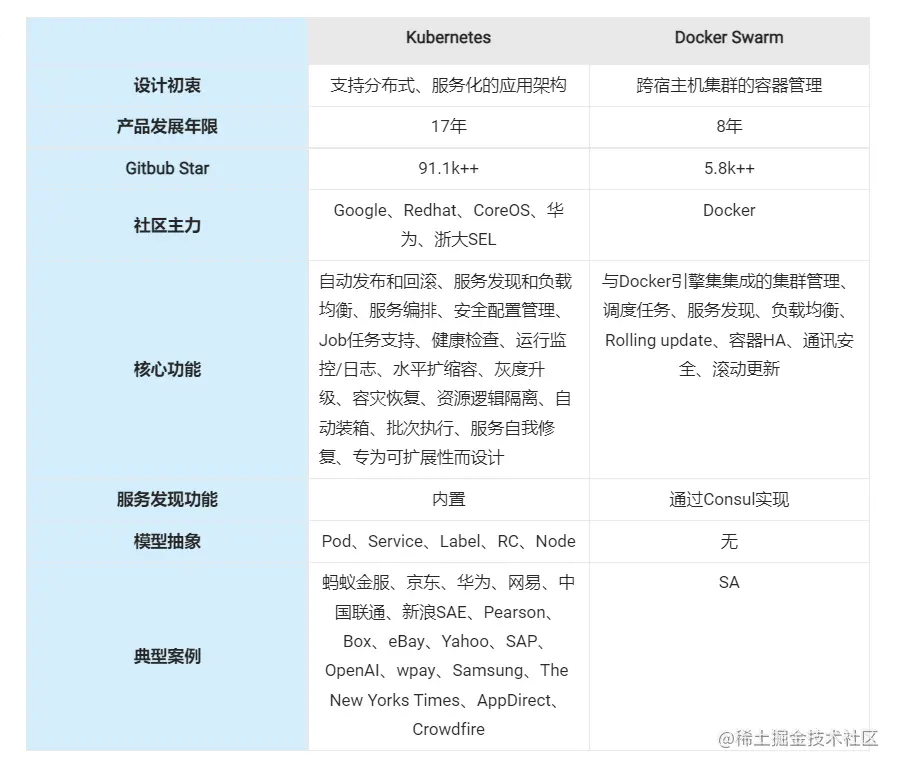 Kubernetes
Docker Swarm
设计初衷
支持分布式、服务化的应用架构
跨宿主机集群的容器管理
产品发展年限
17年
8年
Gitbub Star
91.1k++
5.8k++
社区主力
Google、Redhat、CoreOS、华
为、浙大SEL
Docker
核心功能
自动发布和回滚、服务发现和负载
均衡、服务编排、安全配置管理、
Job任务支持、健康检查、运行监
控/日志、水平扩缩容、灰度升
级、容灾恢复、资源逻辑隔离、自
动装箱、批次执行、服务自我修
复、专为可扩展性而设计
与Docker引擎集集成的集群管理、
调度任务、服务发现、负载均衡、
Rolling update、容器HA、通讯安
全、滚动更新
服务发现功能
内置
通过Consul实现
模型抽象
Pod、Service、Label、RC、Node
无
典型案例
蚂蚁金服、京东、华为、网易、中
国联通、新浪SAE、Pearson、
Box、eBay、Yahoo、SAP、
OpenAI、wpay、Samsung、The
New Yorks Times、AppDirect、
Crowdfire
SA
@稀土掘金技术社区